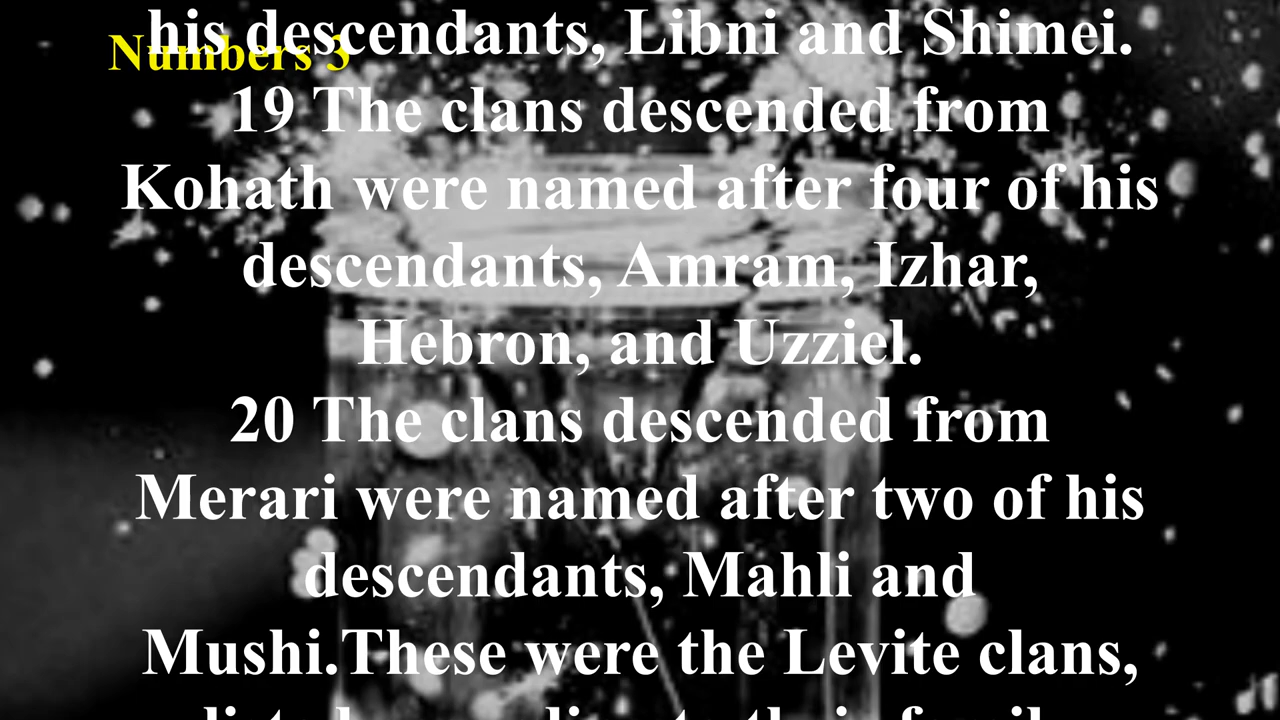 his descendants, Libni and Shimei.
Numbers 3
19 The clans descended from
Kohath were named after four of his
descendants, Amram, Izhar,
Hebron, and Uzziel.
20 The clans descended from
Merari were named after two of his
descendants, Mahli and
Mushi.These were the Levite clans,